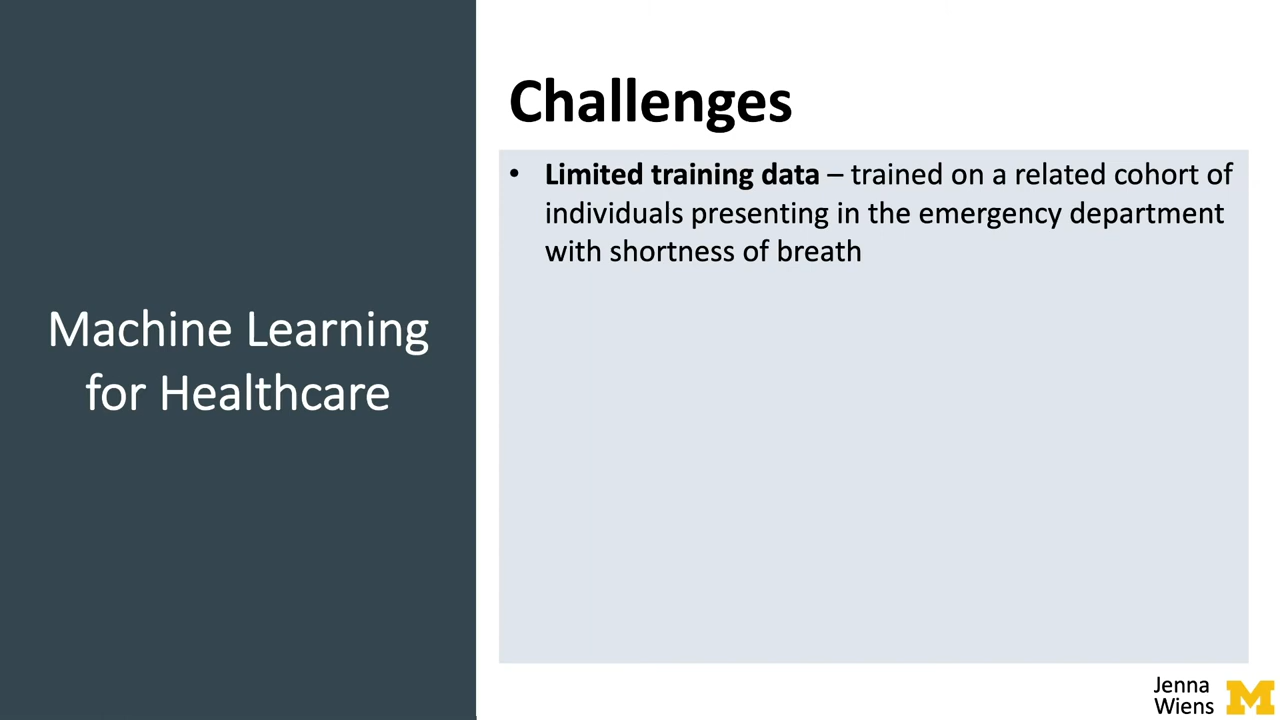 Machine Learning
for Healthcare
Challenges
• Limited training data – trained on a related cohort of
individuals presenting in the emergency department
with shortness of breath
Jenna
Wiens
M